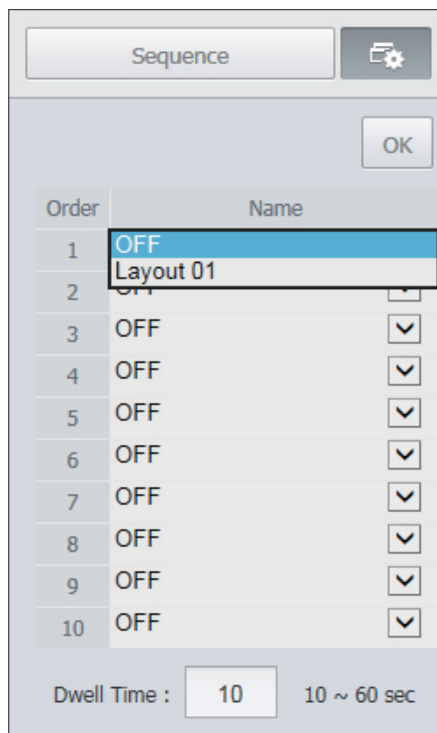 Sequence
OK
Order Name
1 OFF
Layout 01
2 OFF
3 OFF
4 OFF
5 OFF
6 OFF
7 OFF
8 OFF
9 OFF
10 OFF
Dwell Time : 10 10 ~ 60 sec